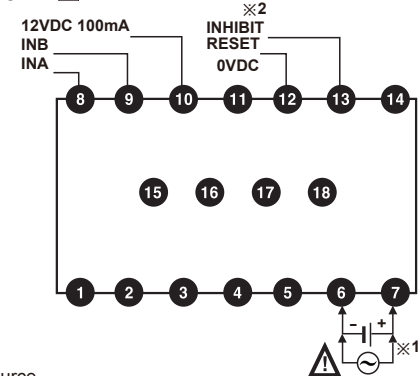 ※2
12VDC 100mA
INHIBIT
RESET
INB
INA
0VDC
8 9 10 11 12 13 14
15 16 17 18
1 2 3 4 5 6 7
- +
※1